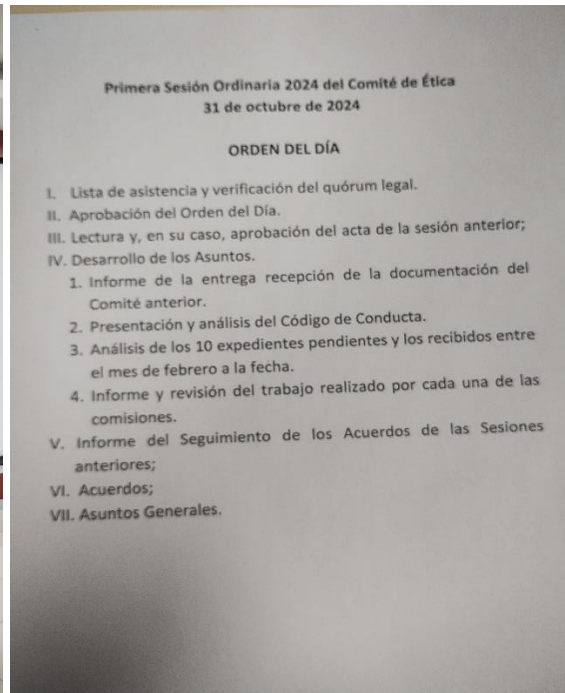 Primera Sesión Ordinaria 2024 del Comité de Ética
31 de octubre de 2024
ORDEN DEL DÍA
I. Lista de asistencia y verificación del quórum legal.
II. Aprobación del Orden del Día.
III. Lectura y, en su caso, aprobación del acta de la sesión anterior;
IV. Desarrollo de los Asuntos.
1. Informe de la entrega recepción de la documentación del
Comité anterior.
2. Presentación y análisis del Código de Conducta.
3. Análisis de los 10 expedientes pendientes y los recibidos entre
el mes de febrero a la fecha.
4. Informe y revisión del trabajo realizado por cada una de las
comisiones.
V. Informe del Seguimiento de los Acuerdos de las Sesiones
anteriores;
VI. Acuerdos;
VII. Asuntos Generales.